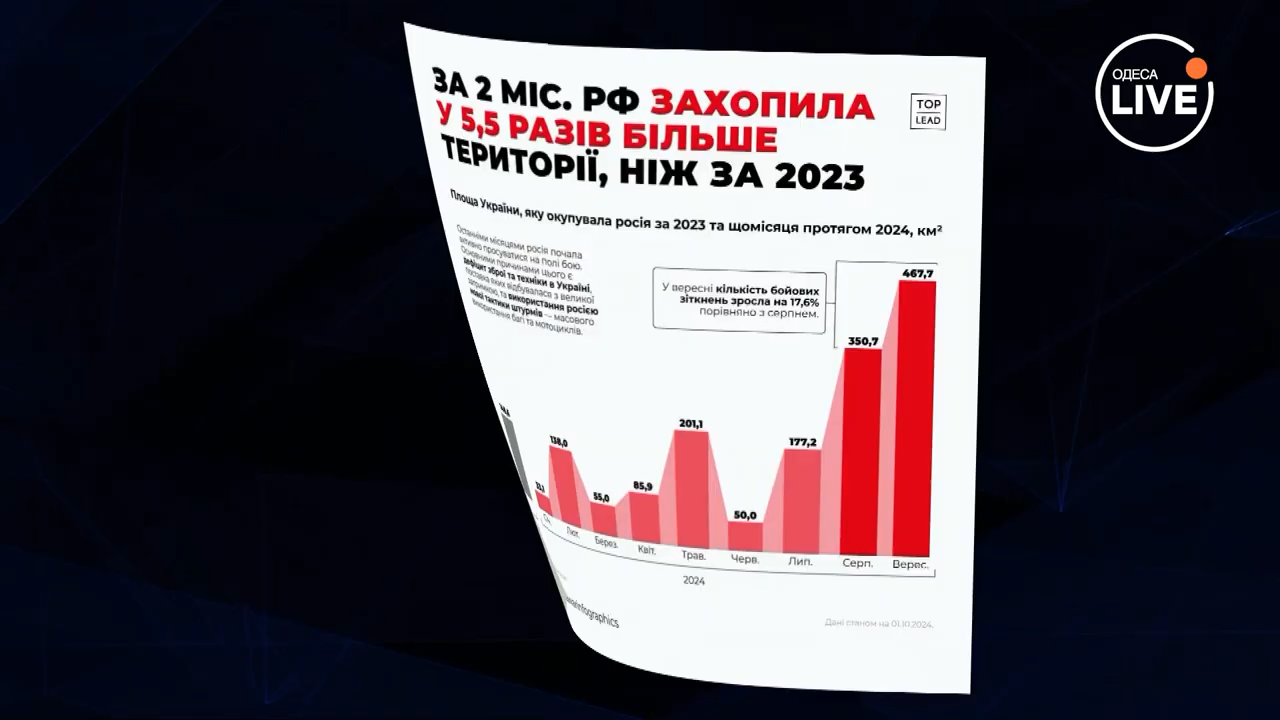 ОДЕСА
LIVE
ЗА 2 МІС. РФ ЗАХОПИЛА
У 5,5 РАЗІВ БІЛЬШЕ
ТЕРИТОРІЇ, НІЖ ЗА 2023
TOP
LEAD
Площа України, яку окупувала росія за 2023 та щомісяця протягом 2024, км²
Останніми місяцями росія почала
активно просуватися на полі бою.
Основними причинами цього є
дефіцит зброї та техніки в Україні,
поставка яких відбувалася з великої
затримкою, та використання росією
нової тактики штурмів — масового
використання багі та мотоциклів.
У вересні кількість бойових
зіткнень зросла на 17,6%
порівняно з серпнем.
467,7
350,7
201,1
177,2
138,0
85,9
55,0
50,0
Січ.
Лют.
Берез.
Квіт.
Трав.
Черв.
Лип.
Серп.
Верес.
2024
Дані станом на 01.10.2024.